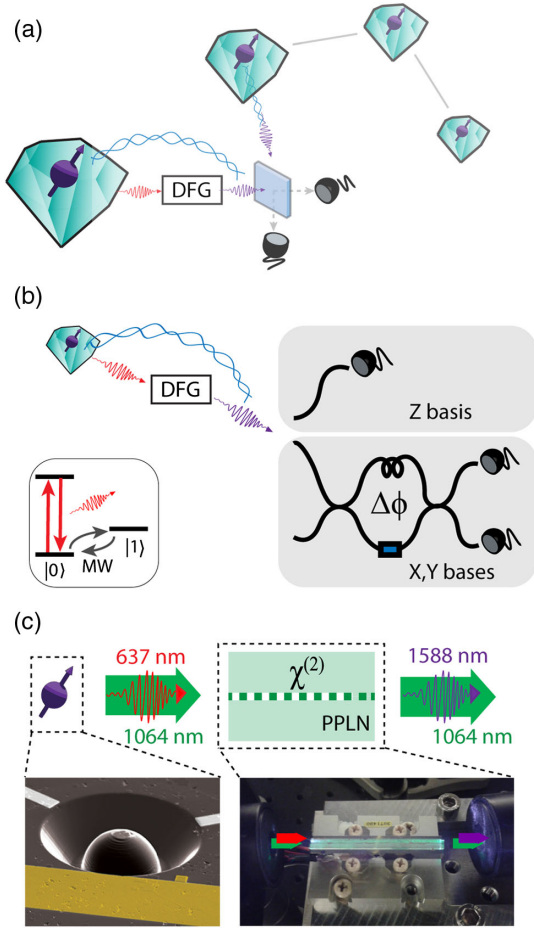 (a)
DFG
(b)
DFG
Z basis
Δϕ
X,Y bases
|0⟩
MW
|1⟩
(c)
637 nm
1064 nm
χ(2)
PPLN
1588 nm
1064 nm